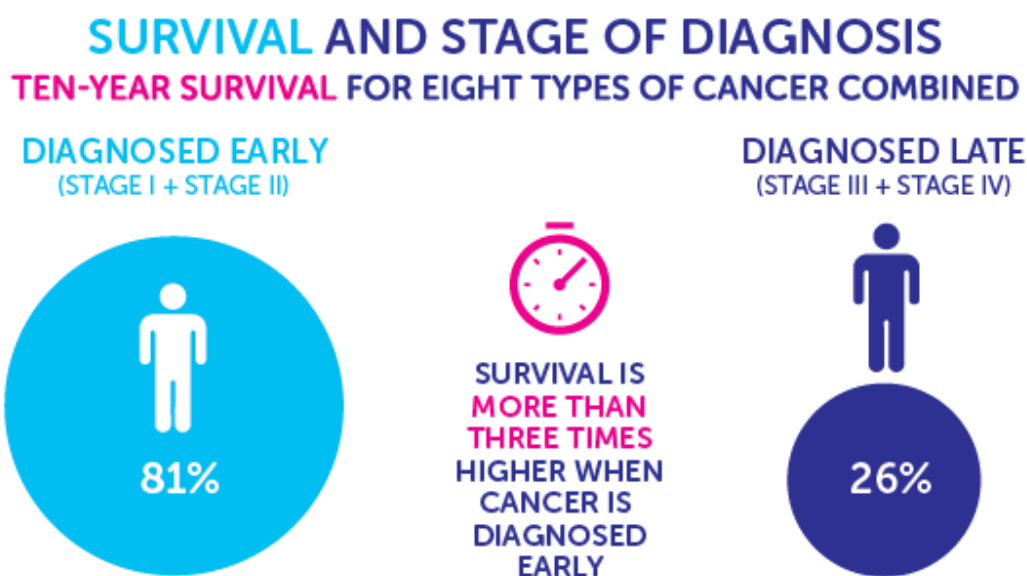 SURVIVAL AND STAGE OF DIAGNOSIS
TEN-YEAR SURVIVAL FOR EIGHT TYPES OF CANCER COMBINED
DIAGNOSED EARLY
(STAGE I + STAGE II)
81%
SURVIVAL IS
MORE THAN
THREE TIMES
HIGHER WHEN
CANCER IS
DIAGNOSED
EARLY
DIAGNOSED LATE
(STAGE III + STAGE IV)
26%